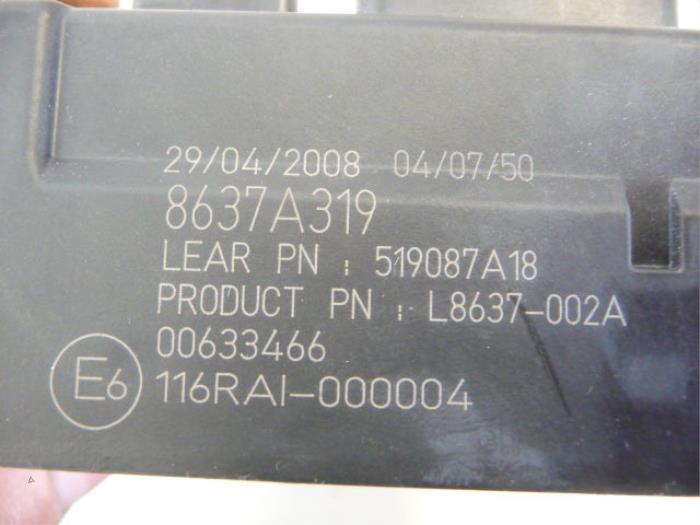 29/04/2008 04/07/50
8637A319
LEAR PN : 519087A18
PRODUCT PN : L8637-002A
00633466
E6 116RAI-000004